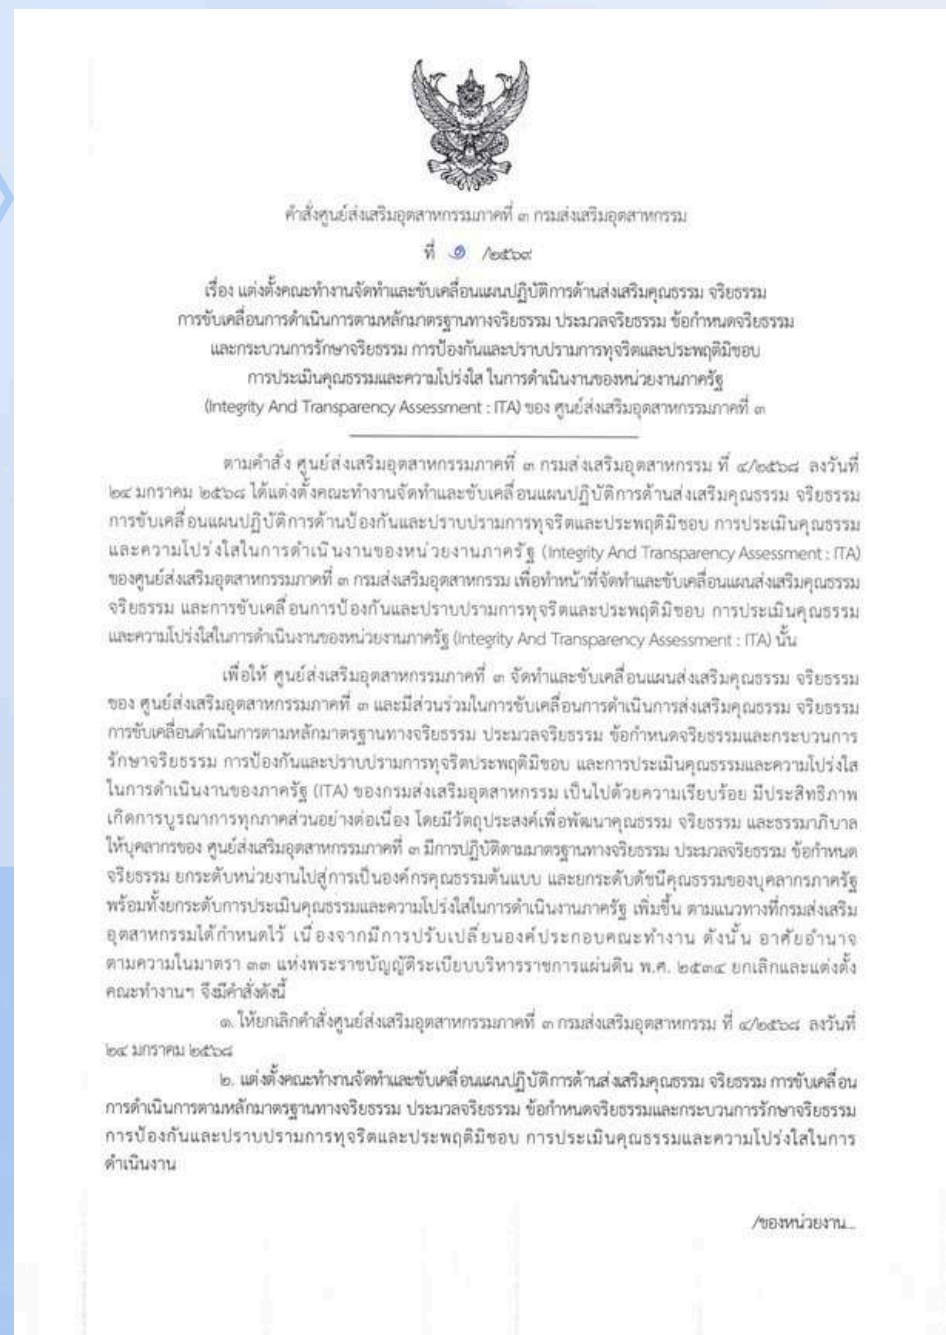 คำสั่งศูนย์ส่งเสริมอุตสาหกรรมภาคที่ ๓ กรมส่งเสริมอุตสาหกรรม
ที่ ๑ /๒๕๖๙
เรื่อง แต่งตั้งคณะทำงานจัดทำและขับเคลื่อนแผนปฏิบัติการด้านส่งเสริมคุณธรรม จริยธรรม
การขับเคลื่อนการดำเนินการตามหลักมาตรฐานทางจริยธรรม ประมวลจริยธรรม ข้อกำหนดจริยธรรม
และกระบวนการรักษาจริยธรรม การป้องกันและปราบปรามการทุจริตและประพฤติมิชอบ
การประเมินคุณธรรมและความโปร่งใส ในการดำเนินงานของหน่วยงานภาครัฐ
(Integrity And Transparency Assessment : ITA) ของ ศูนย์ส่งเสริมอุตสาหกรรมภาคที่ ๓
ตามคำสั่ง ศูนย์ส่งเสริมอุตสาหกรรมภาคที่ ๓ กรมส่งเสริมอุตสาหกรรม ที่ ๔/๒๕๖๘ ลงวันที่
๒๔ มกราคม ๒๕๖๘ ได้แต่งตั้งคณะทำงานจัดทำและขับเคลื่อนแผนปฏิบัติการด้านส่งเสริมคุณธรรม จริยธรรม
การขับเคลื่อนแผนปฏิบัติการด้านป้องกันและปราบปรามการทุจริตและประพฤติมิชอบ การประเมินคุณธรรม
และความโปร่งใสในการดำเนินงานของหน่วยงานภาครัฐ (Integrity And Transparency Assessment : ITA)
ของศูนย์ส่งเสริมอุตสาหกรรมภาคที่ ๓ กรมส่งเสริมอุตสาหกรรม เพื่อทำหน้าที่จัดทำและขับเคลื่อนแผนส่งเสริมคุณธรรม
จริยธรรม และการขับเคลื่อนการป้องกันและปราบปรามการทุจริตและประพฤติมิชอบ การประเมินคุณธรรม
และความโปร่งใสในการดำเนินงานของหน่วยงานภาครัฐ (Integrity And Transparency Assessment : ITA) นั้น
เพื่อให้ ศูนย์ส่งเสริมอุตสาหกรรมภาคที่ ๓ จัดทำและขับเคลื่อนแผนส่งเสริมคุณธรรม จริยธรรม
ของ ศูนย์ส่งเสริมอุตสาหกรรมภาคที่ ๓ และมีส่วนร่วมในการขับเคลื่อนการดำเนินการส่งเสริมคุณธรรม จริยธรรม
การขับเคลื่อนดำเนินการตามหลักมาตรฐานทางจริยธรรม ประมวลจริยธรรม ข้อกำหนดจริยธรรมและกระบวนการ
รักษาจริยธรรม การป้องกันและปราบปรามการทุจริตประพฤติมิชอบ และการประเมินคุณธรรมและความโปร่งใส
ในการดำเนินงานของภาครัฐ (ITA) ของกรมส่งเสริมอุตสาหกรรม เป็นไปด้วยความเรียบร้อย มีประสิทธิภาพ
เกิดการบูรณาการทุกภาคส่วนอย่างต่อเนื่อง โดยมีวัตถุประสงค์เพื่อพัฒนาคุณธรรม จริยธรรม และธรรมาภิบาล
ให้บุคลากรของ ศูนย์ส่งเสริมอุตสาหกรรมภาคที่ ๓ มีการปฏิบัติตามมาตรฐานทางจริยธรรม ประมวลจริยธรรม ข้อกำหนด
จริยธรรม ยกระดับหน่วยงานไปสู่การเป็นองค์กรคุณธรรมต้นแบบ และยกระดับดัชนีคุณธรรมของบุคลากรภาครัฐ
พร้อมทั้งยกระดับการประเมินคุณธรรมและความโปร่งใสในการดำเนินงานภาครัฐ เพิ่มขึ้น ตามแนวทางที่กรมส่งเสริม
อุตสาหกรรมได้กำหนดไว้ เนื่องจากมีการปรับเปลี่ยนองค์ประกอบคณะทำงาน ดังนั้น อาศัยอำนาจ
ตามความในมาตรา ๓๓ แห่งพระราชบัญญัติระเบียบบริหารราชการแผ่นดิน พ.ศ. ๒๕๓๔ ยกเลิกและแต่งตั้ง
คณะทำงานฯ จึงมีคำสั่งดังนี้
๑. ให้ยกเลิกคำสั่งศูนย์ส่งเสริมอุตสาหกรรมภาคที่ ๓ กรมส่งเสริมอุตสาหกรรม ที่ ๔/๒๕๖๘ ลงวันที่
๒๔ มกราคม ๒๕๖๘
๒. แต่งตั้งคณะทำงานจัดทำและขับเคลื่อนแผนปฏิบัติการด้านส่งเสริมคุณธรรม จริยธรรม การขับเคลื่อน
การดำเนินการตามหลักมาตรฐานทางจริยธรรม ประมวลจริยธรรม ข้อกำหนดจริยธรรมและกระบวนการรักษาจริยธรรม
การป้องกันและปราบปรามการทุจริตและประพฤติมิชอบ การประเมินคุณธรรมและความโปร่งใสในการ
ดำเนินงาน
/ของหน่วยงาน...